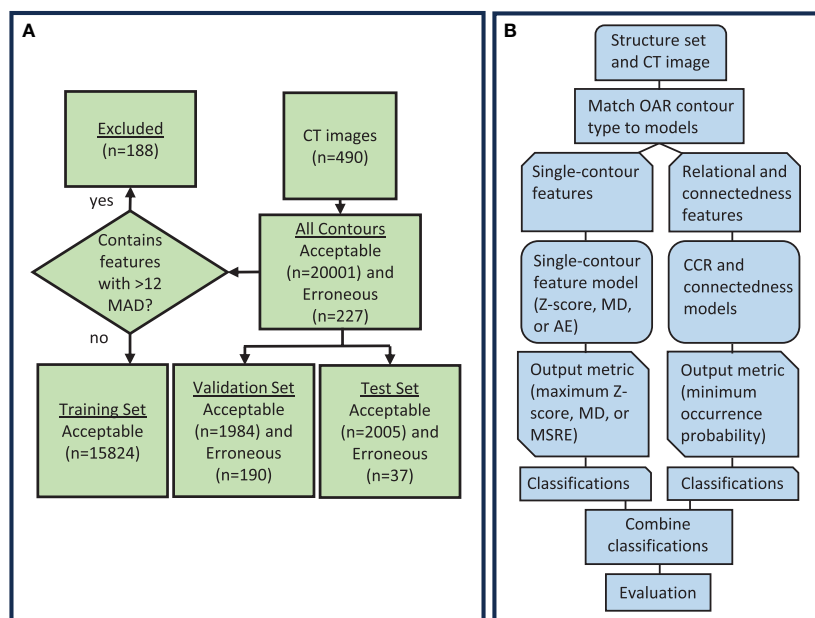 A
Excluded
(n=188)
CT images
(n=490)
yes
Contains
features
with >12
MAD?
All Contours
Acceptable
(n=20001) and
Erroneous
(n=227)
no
Training Set
Acceptable
(n=15824)
Validation Set
Acceptable
(n=1984) and
Erroneous
(n=190)
Test Set
Acceptable
(n=2005) and
Erroneous
(n=37)
B
Structure set
and CT image
Match OAR contour
type to models
Single-contour
features
Relational and
connectedness
features
Single-contour
feature model
(Z-score, MD,
or AE)
CCR and
connectedness
models
Output metric
(maximum Z-
score, MD, or
MSRE)
Output metric
(minimum
occurrence
probability)
Classifications
Classifications
Combine
classifications
Evaluation